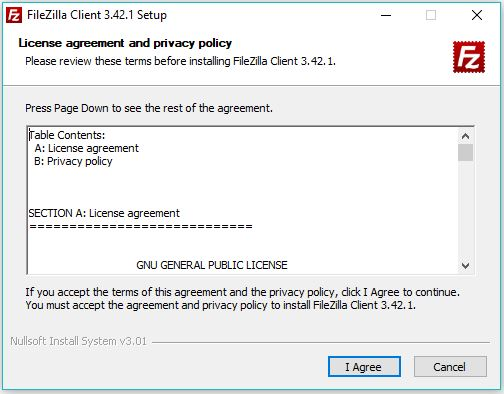 FileZilla Client 3.42.1 Setup
License agreement and privacy policy
Please review these terms before installing FileZilla Client 3.42.1.
Fz
Press Page Down to see the rest of the agreement.
Table Contents:
A: License agreement
B: Privacy policy
SECTION A: License agreement
============================
GNU GENERAL PUBLIC LICENSE
If you accept the terms of this agreement and the privacy policy, click I Agree to continue.
You must accept the agreement and privacy policy to install FileZilla Client 3.42.1.
Nullsoft Install System v3.01
I Agree
Cancel